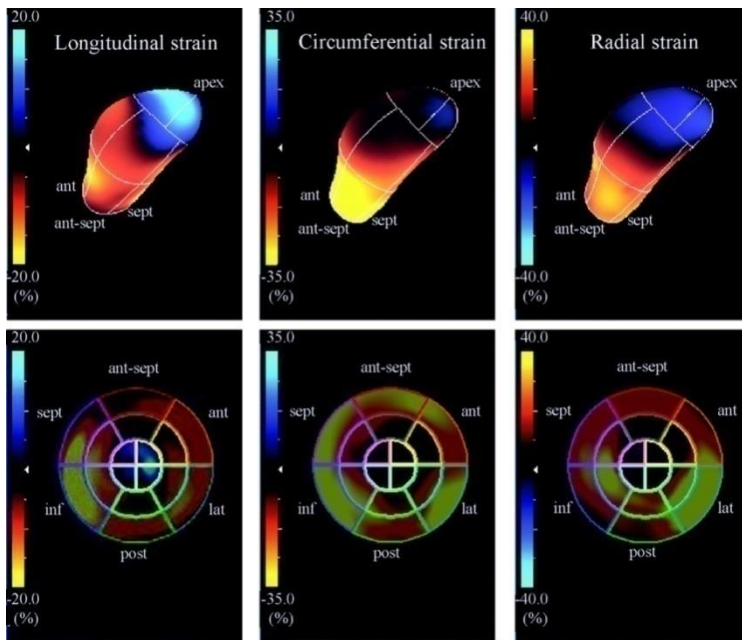 20.0
Longitudinal strain
apex
ant
ant-sept
sept
-20.0
(%)
35.0
Circumferential strain
apex
ant
ant-sept
sept
-35.0
(%)
40.0
Radial strain
apex
ant
ant-sept
sept
-40.0
(%)
20.0
ant-sept
sept
ant
inf
lat
post
-20.0
(%)
35.0
ant-sept
sept
ant
inf
lat
post
-35.0
(%)
40.0
ant-sept
sept
ant
inf
lat
post
-40.0
(%)